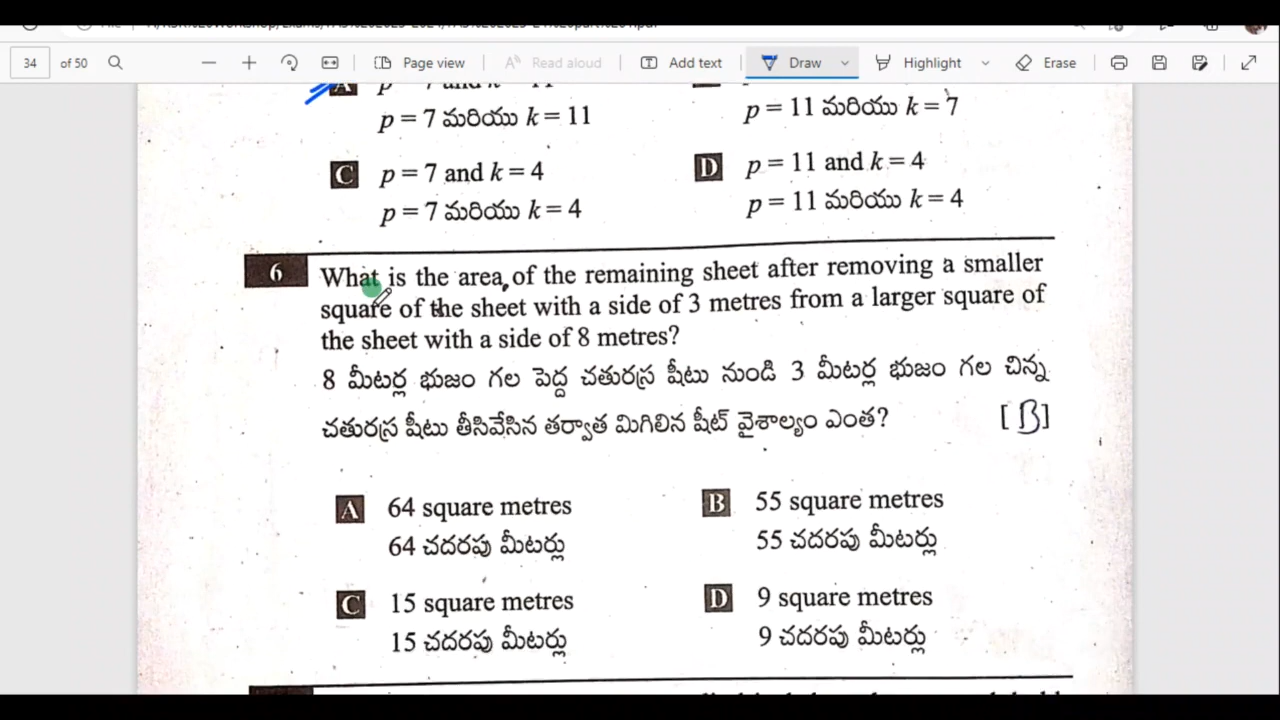 34 of 50 Page view Read aloud Add text Draw Highlight Erase
A
p = 7 మరియు k = 11 p = 11 మరియు k = 7
C p = 7 and k = 4 D p = 11 and k = 4
p = 7 మరియు k = 4 p = 11 మరియు k = 4
6 What is the area of the remaining sheet after removing a smaller
square of the sheet with a side of 3 metres from a larger square of
the sheet with a side of 8 metres?
8 మీటర్ల భుజం గల పెద్ద చతురస్ర షీటు నుండి 3 మీటర్ల భుజం గల చిన్న
చతురస్ర షీటు తీసివేసిన తర్వాత మిగిలిన షీట్ వైశాల్యం ఎంత? [B]
A 64 square metres B 55 square metres
64 చదరపు మీటర్లు 55 చదరపు మీటర్లు
C 15 square metres D 9 square metres
15 చదరపు మీటర్లు 9 చదరపు మీటర్లు